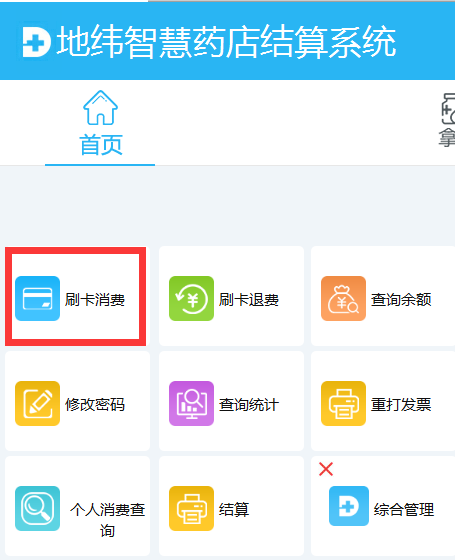 地纬智慧药店结算系统
首页
拿
刷卡消费
刷卡退费
查询余额
修改密码
查询统计
重打发票
个人消费查
询
结算
综合管理